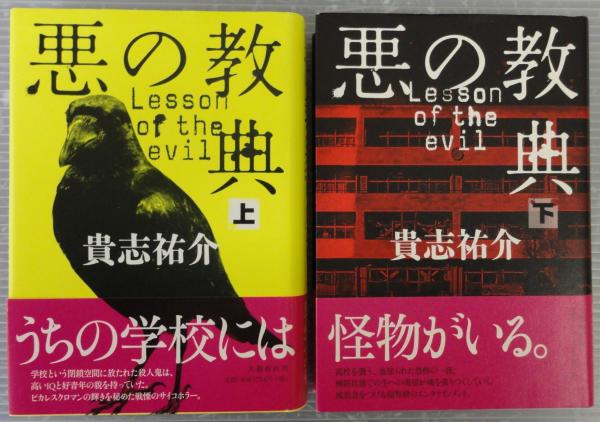 悪の教典
Lesson
of the
evil
上
貴志祐介
うちの学校には
学校という閉鎖空間に放たれた殺人鬼は、
高いIQと好青年の貌を持っていた。
ピカレスクロマンの輝きを秘めた戦慄のサイコホラー。
悪の教典
Lesson
of the
evil
下
貴志祐介
怪物がいる。